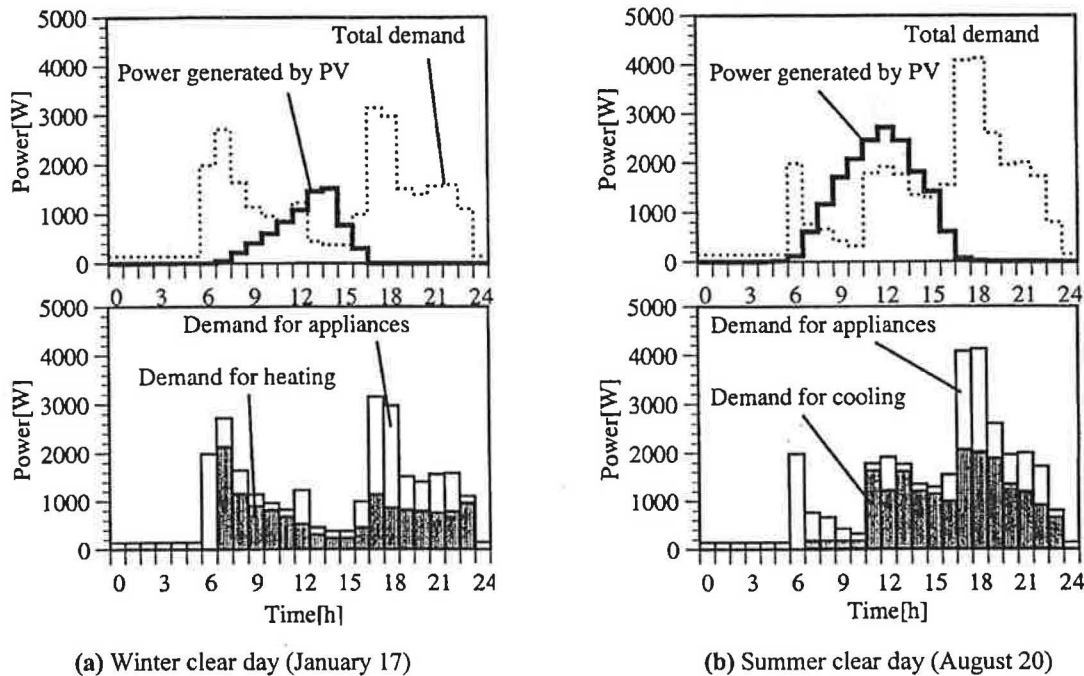 5000
4000
3000
2000
1000
0
Power[W]
Total demand
Power generated by PV
0 3 6 9 12 15 18 21 24
5000
4000
3000
2000
1000
0
Power[W]
Demand for appliances
Demand for heating
0 3 6 9 12 15 18 21 24
Time[h]
(a) Winter clear day (January 17)
5000
4000
3000
2000
1000
0
Power[W]
Total demand
Power generated by PV
0 3 6 9 12 15 18 21 24
5000
4000
3000
2000
1000
0
Power[W]
Demand for appliances
Demand for cooling
0 3 6 9 12 15 18 21 24
Time[h]
(b) Summer clear day (August 20)